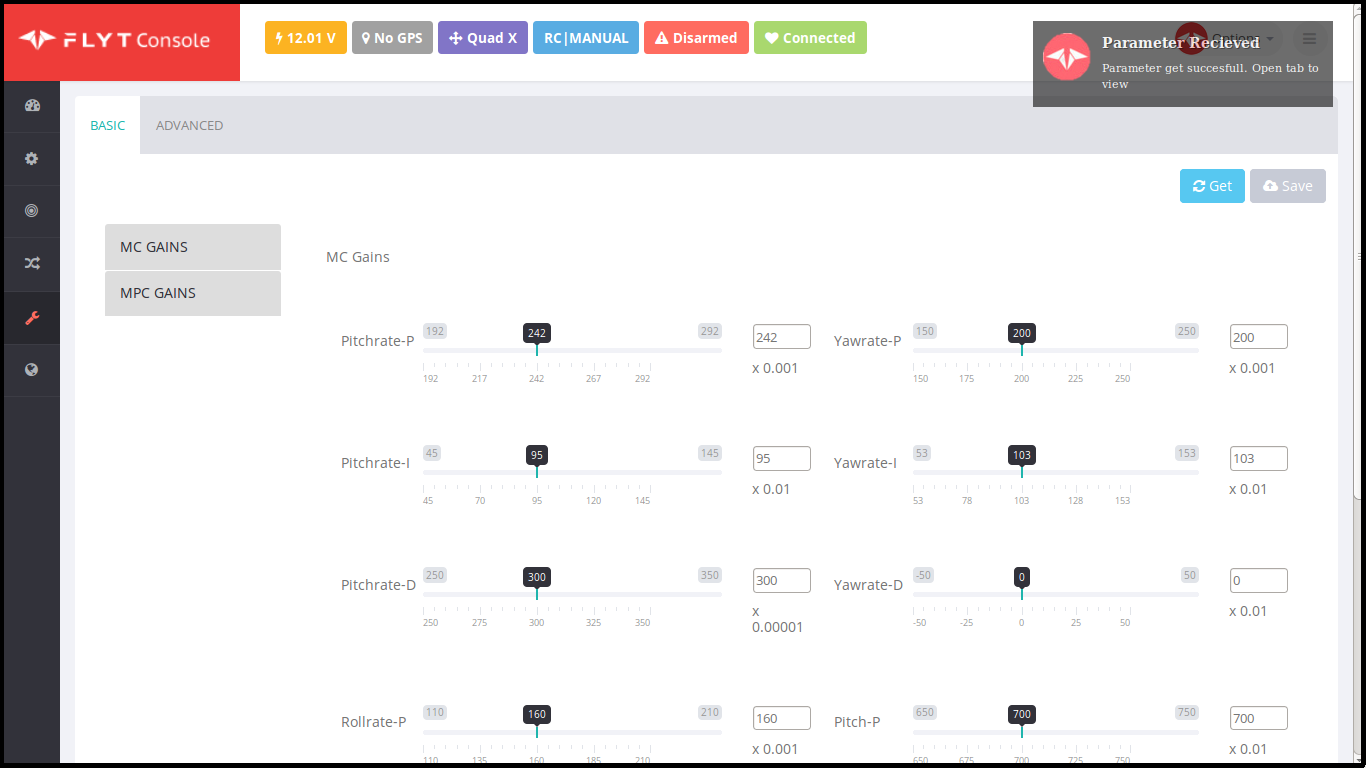 FLYT Console
12.01 V
No GPS
Quad X
RC|MANUAL
Disarmed
Connected
Parameter Recieved
Parameter get succesfull. Open tab to
view
BASIC
ADVANCED
Get
Save
MC GAINS
MPC GAINS
MC Gains
Pitchrate-P
192
242
292
192 217 242 267 292
242
x 0.001
Yawrate-P
150
200
250
150 175 200 225 250
200
x 0.001
Pitchrate-I
45
95
145
45 70 95 120 145
95
x 0.01
Yawrate-I
53
103
153
53 78 103 128 153
103
x 0.01
Pitchrate-D
250
300
350
250 275 300 325 350
300
x
0.00001
Yawrate-D
-50
0
50
-50 -25 0 25 50
0
x 0.01
Rollrate-P
110
160
210
110 135 160 185 210
160
x 0.001
Pitch-P
650
700
750
650 675 700 725 750
700
x 0.01